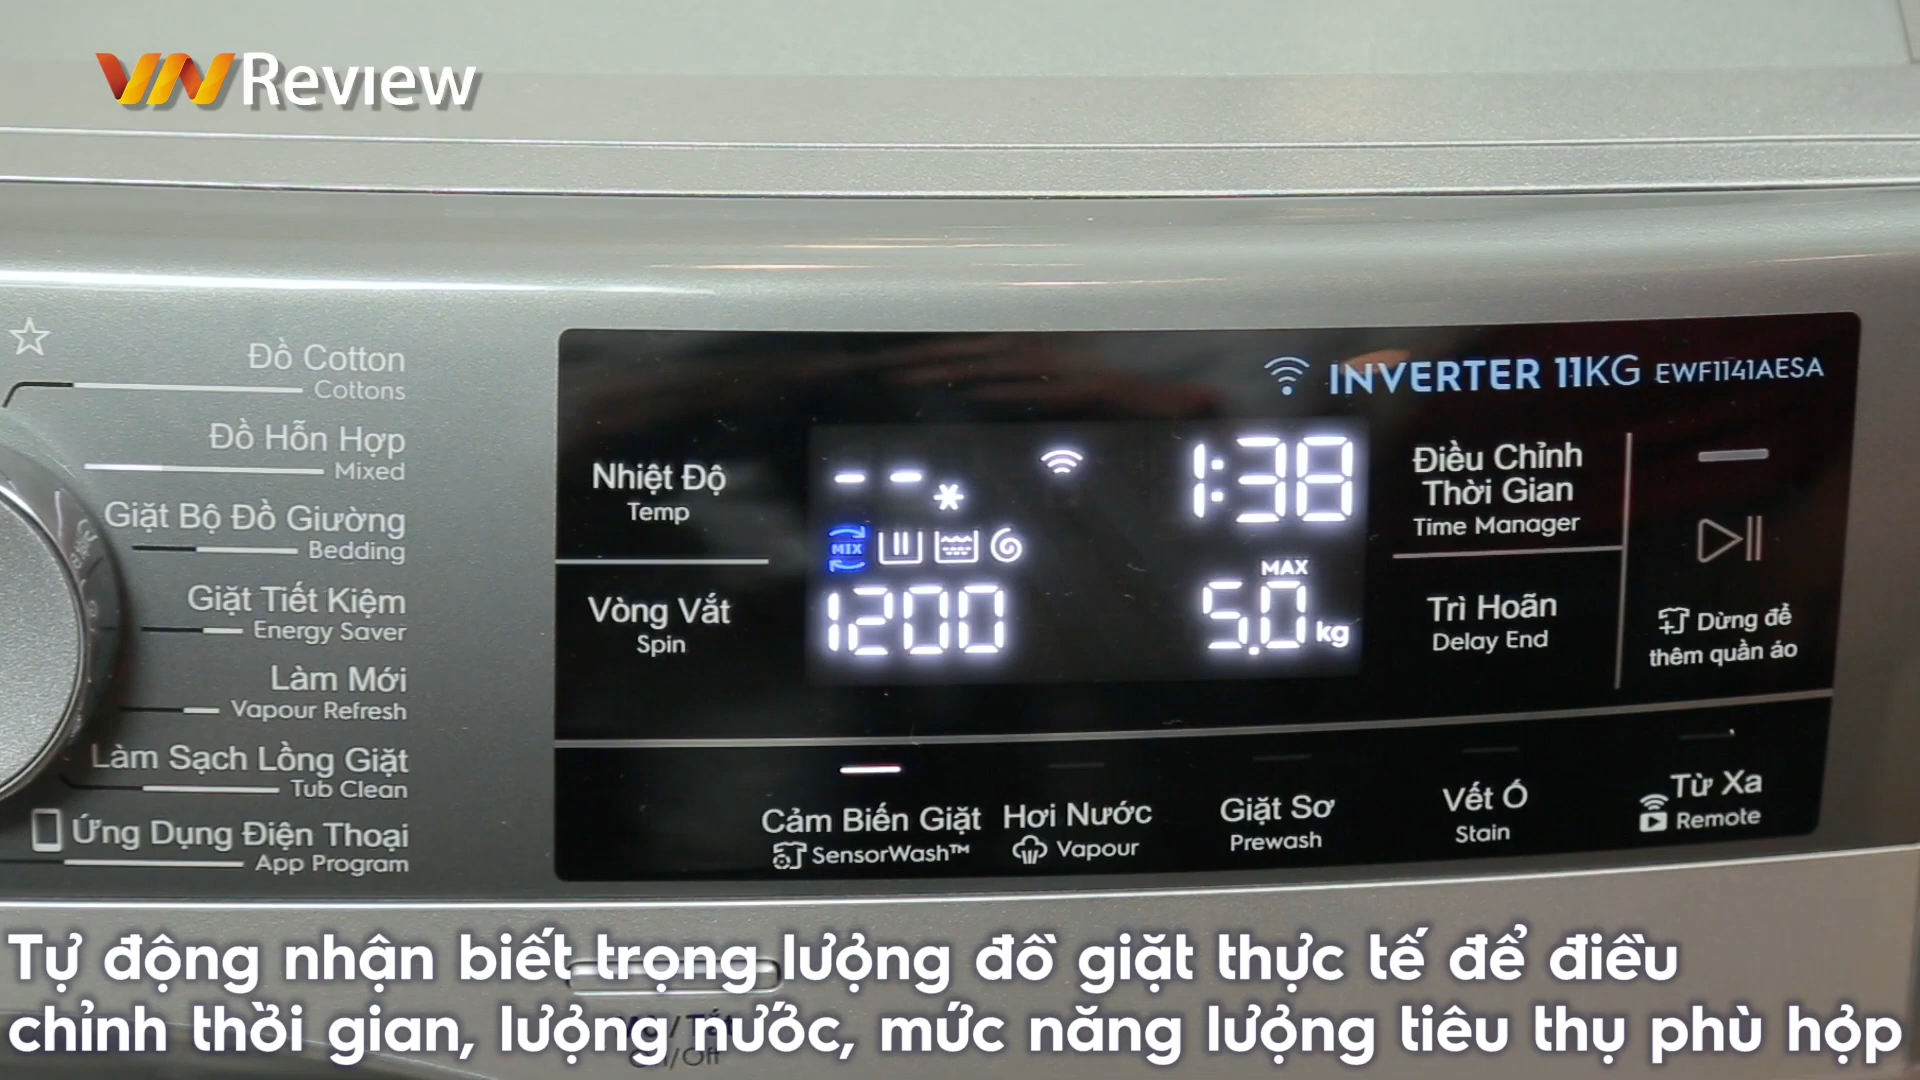 VN Review
Đồ Cotton
Cottons
Đồ Hỗn Hợp
Mixed
Giặt Bộ Đồ Giường
Bedding
Giặt Tiết Kiệm
Energy Saver
Làm Mới
Vapour Refresh
Làm Sạch Lồng Giặt
Tub Clean
Ứng Dụng Điện Thoại
App Program
INVERTER 11KG EWF1141AESA
Nhiệt Độ
Temp
Vòng Vắt
Spin
-- 1:38
MIX
1200
MAX
5.0 kg
Điều Chỉnh
Thời Gian
Time Manager
Trì Hoãn
Delay End
Dừng để
thêm quần áo
Cảm Biến Giặt
SensorWash™
Hơi Nước
Vapour
Giặt Sơ
Prewash
Vết Ố
Stain
Từ Xa
Remote
Tự động nhận biết trọng lượng đồ giặt thực tế để điều
chỉnh thời gian, lượng nước, mức năng lượng tiêu thụ phù hợp
On/Off